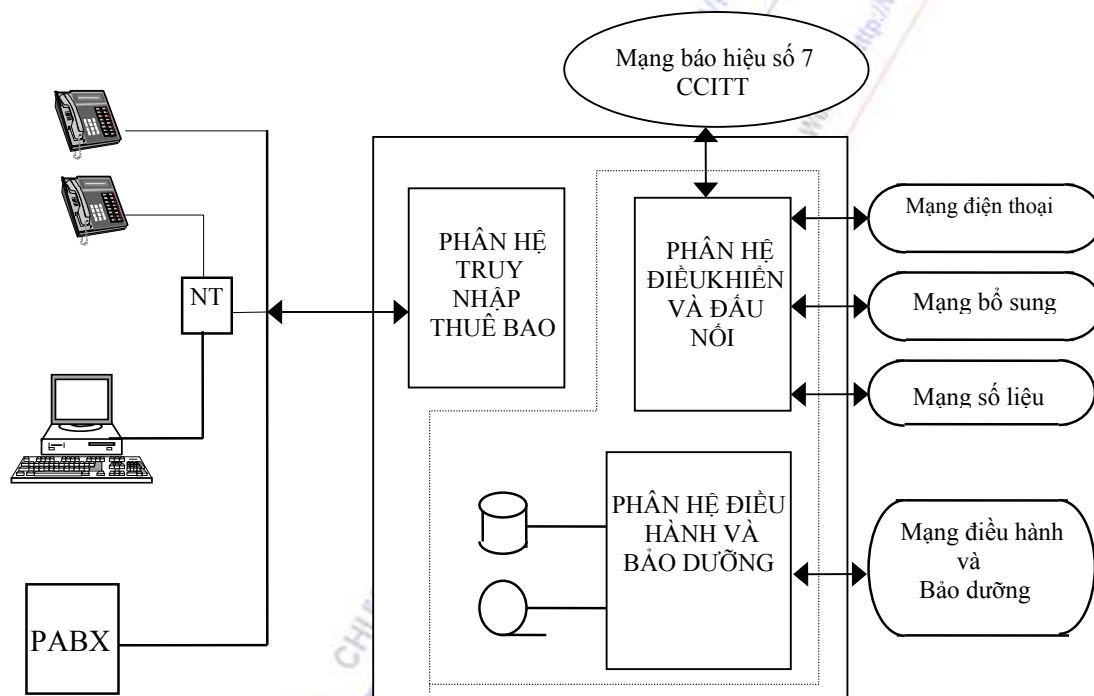 Mạng báo hiệu số 7
CCITT
PHÂN HỆ
TRUY
NHẬP
THUÊ BAO
PHÂN HỆ
ĐIỀUKHIỂN
VÀ ĐẤU
NỐI
Mạng điện thoại
Mạng bổ sung
Mạng số liệu
NT
PHÂN HỆ ĐIỀU
HÀNH VÀ
BẢO DƯỠNG
Mạng điều hành
và
Bảo dưỡng
PABX